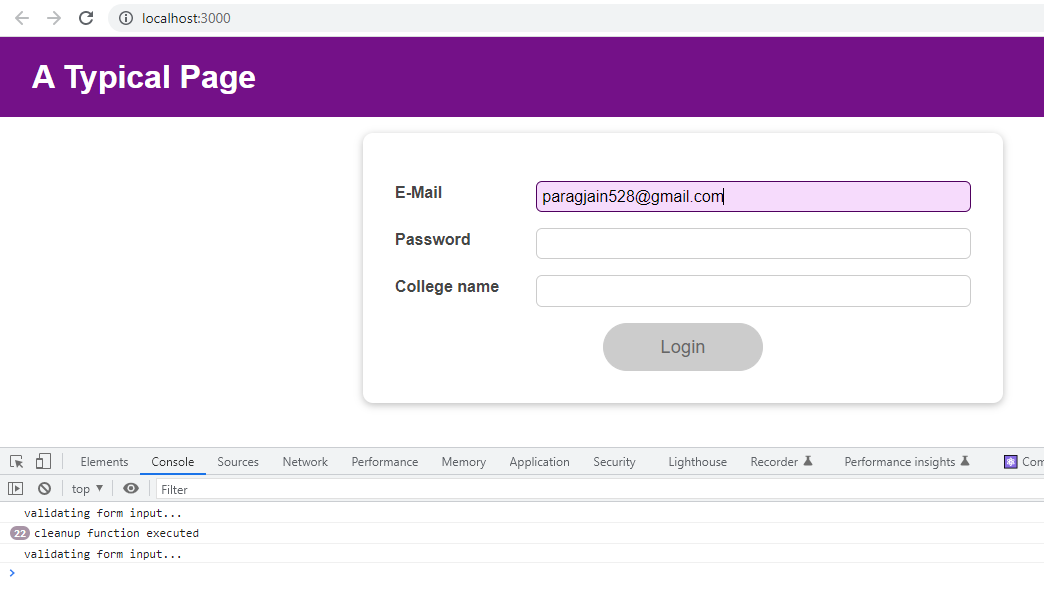 localhost:3000
A Typical Page
E-Mail
paragjain528@gmail.com
Password
College name
Login
Elements Console Sources Network Performance Memory Application Security Lighthouse Recorder Performance insights Com
top ▼ Filter
validating form input...
22 cleanup function executed
validating form input...
>